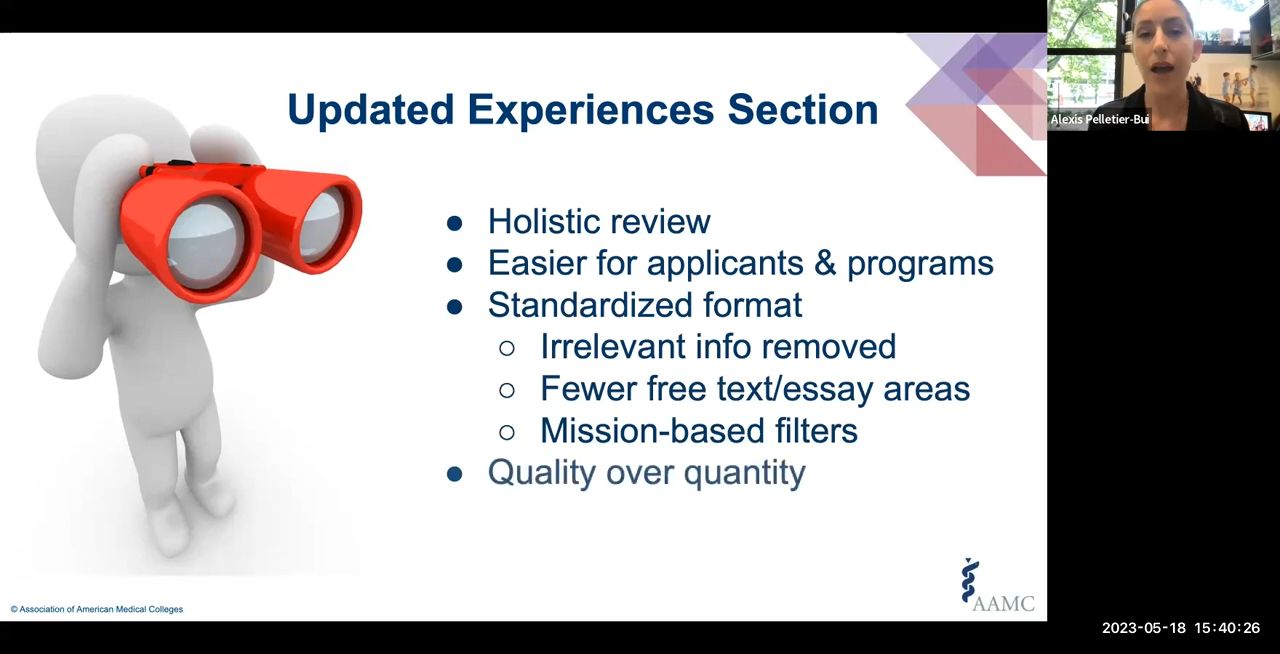 Updated Experiences Section
Alexis Pelletier-Bui
● Holistic review
● Easier for applicants & programs
● Standardized format
○ Irrelevant info removed
○ Fewer free text/essay areas
○ Mission-based filters
● Quality over quantity
AAMC
© Association of American Medical Colleges
2023-05-18 15:40:26